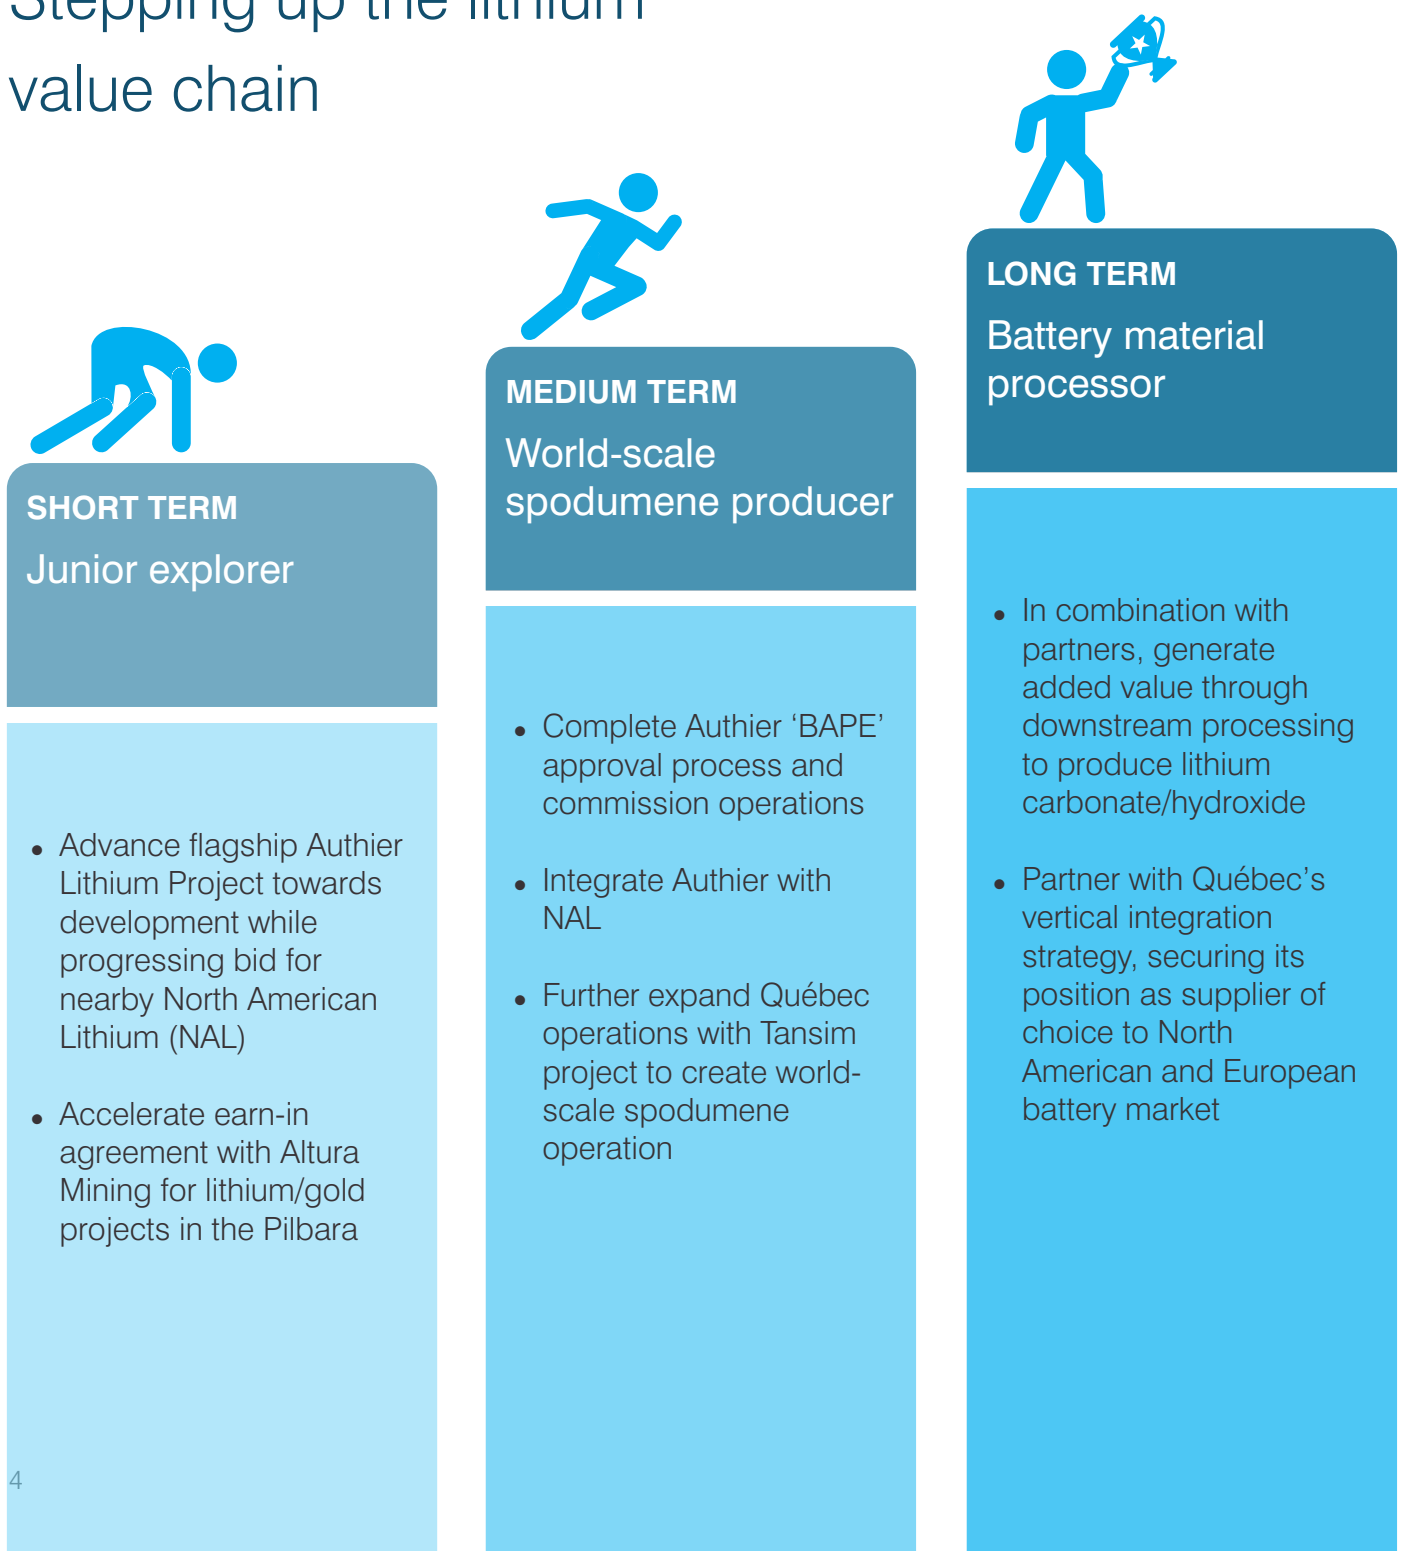 Stepping up the lithium
value chain
SHORT TERM
Junior explorer
• Advance flagship Authier
Lithium Project towards
development while
progressing bid for
nearby North American
Lithium (NAL)
• Accelerate earn-in
agreement with Altura
Mining for lithium/gold
projects in the Pilbara
MEDIUM TERM
World-scale
spodumene producer
• Complete Authier ‘BAPE’
approval process and
commission operations
• Integrate Authier with
NAL
• Further expand Québec
operations with Tansim
project to create world-
scale spodumene
operation
LONG TERM
Battery material
processor
• In combination with
partners, generate
added value through
downstream processing
to produce lithium
carbonate/hydroxide
• Partner with Québec’s
vertical integration
strategy, securing its
position as supplier of
choice to North
American and European
battery market
4